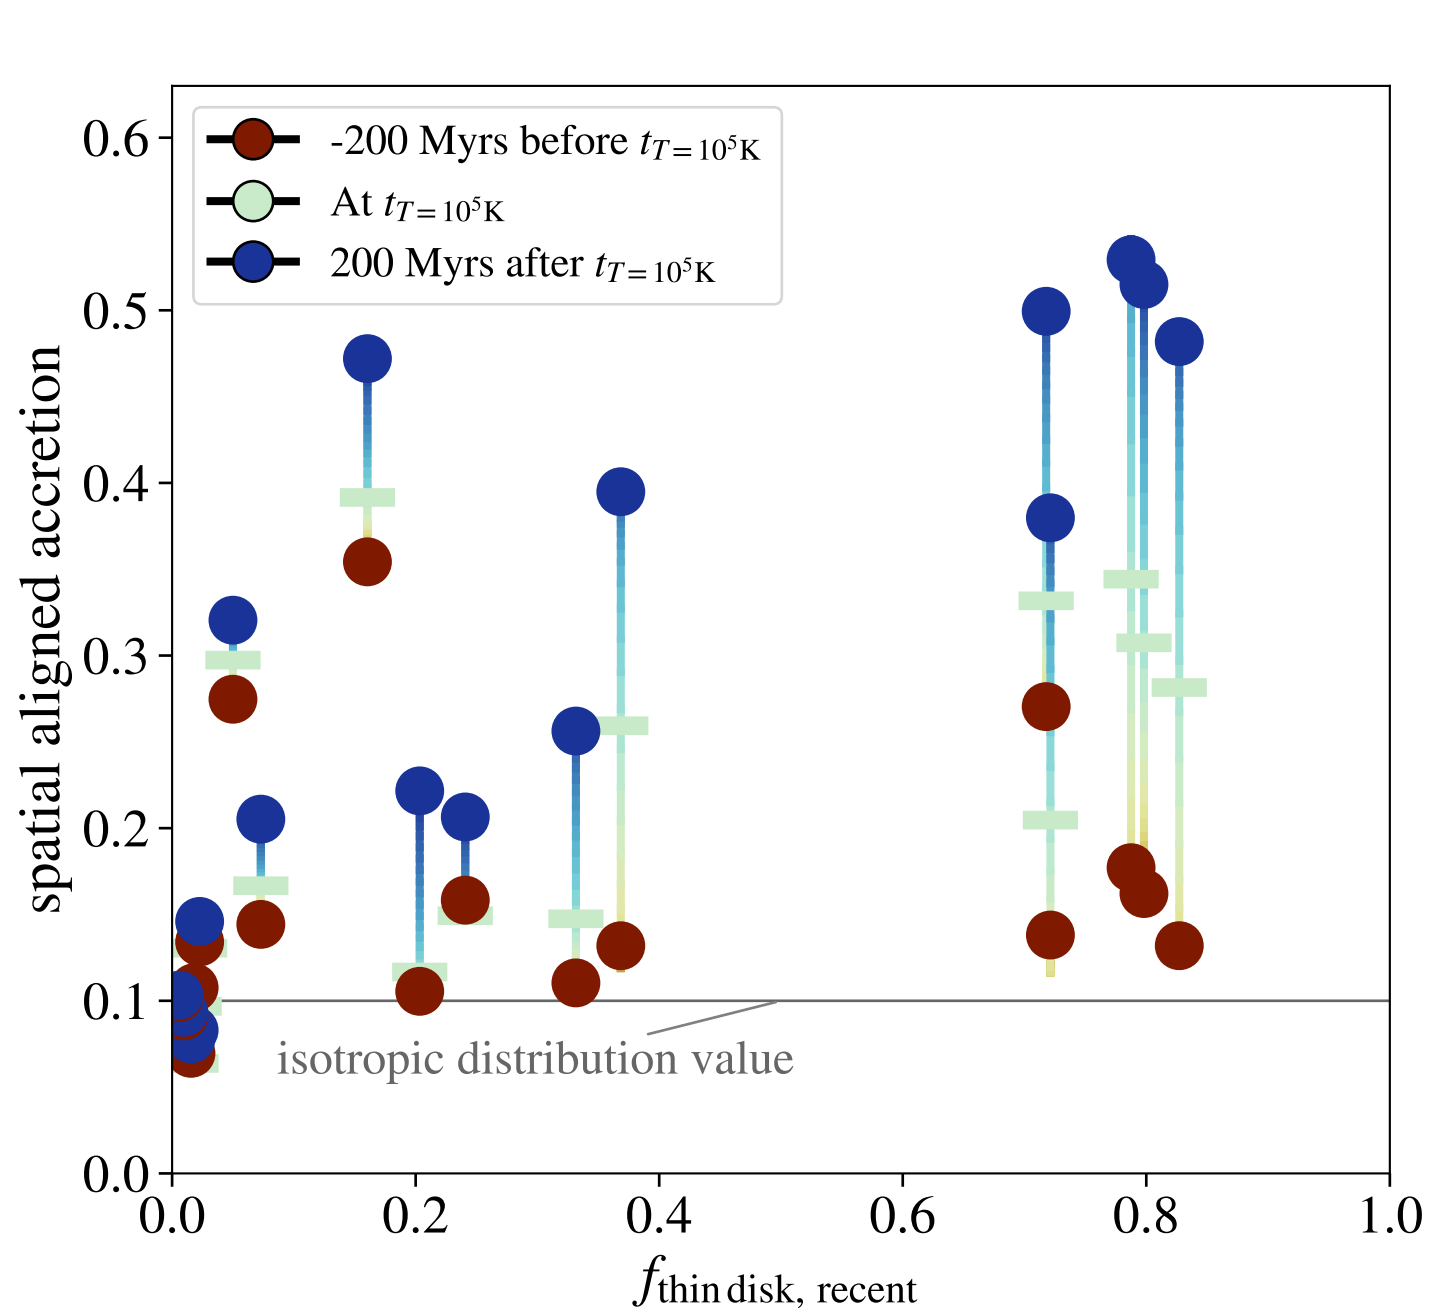 -200 Myrs before t_{T=10^5K}
At t_{T=10^5K}
200 Myrs after t_{T=10^5K}
spatial aligned accretion
0.6
0.5
0.4
0.3
0.2
0.1
0.0
isotropic distribution value
0.0 0.2 0.4 0.6 0.8 1.0
f_{thin disk, recent}